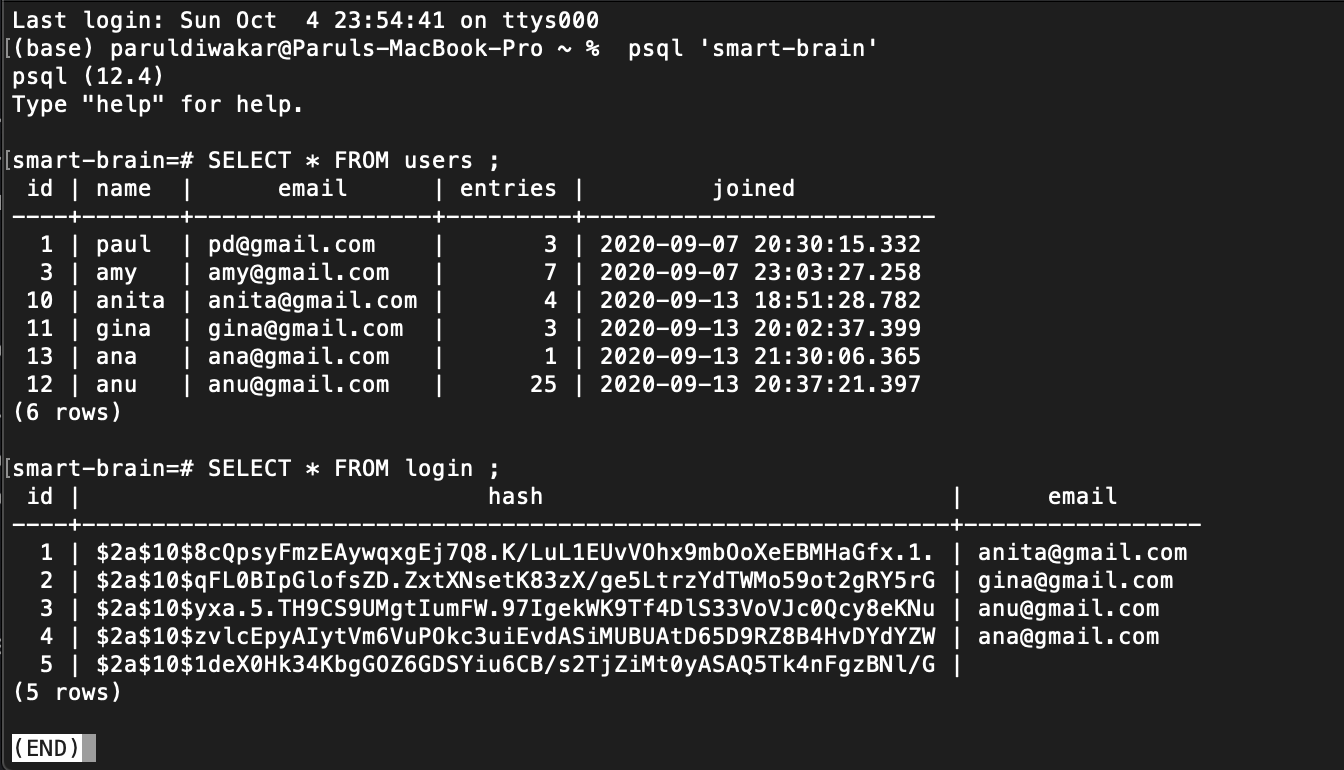 Last login: Sun Oct  4 23:54:41 on ttys000
[(base) paruldiwakar@Paruls-MacBook-Pro ~ %  psql 'smart-brain'
psql (12.4)
Type "help" for help.

[smart-brain=# SELECT * FROM users ;
 id | name  |      email      | entries |         joined
----+-------+-----------------+---------+-------------------------
  1 | paul  | pd@gmail.com    |       3 | 2020-09-07 20:30:15.332
  3 | amy   | amy@gmail.com   |       7 | 2020-09-07 23:03:27.258
 10 | anita | anita@gmail.com |       4 | 2020-09-13 18:51:28.782
 11 | gina  | gina@gmail.com  |       3 | 2020-09-13 20:02:37.399
 13 | ana   | ana@gmail.com   |       1 | 2020-09-13 21:30:06.365
 12 | anu   | anu@gmail.com   |      25 | 2020-09-13 20:37:21.397
(6 rows)

[smart-brain=# SELECT * FROM login ;
 id |                             hash                             |      email
----+--------------------------------------------------------------+-----------------
  1 | $2a$10$8cQpsyFmzEAywqxgEj7Q8.K/LuL1EUvVOhx9mbOoXeEBMHaGfx.1. | anita@gmail.com
  2 | $2a$10$qFL0BIpGlofsZD.ZxtXNsetK83zX/ge5LtrzYdTWMo59ot2gRY5rG | gina@gmail.com
  3 | $2a$10$yxa.5.TH9CS9UMgtIumFW.97IgekWK9Tf4DlS33VoVJc0Qcy8eKNu | anu@gmail.com
  4 | $2a$10$zvlcEpyAIytVm6VuPOkc3uiEvdASiMUBUAtD65D9RZ8B4HvDYdYZW | ana@gmail.com
  5 | $2a$10$1deX0Hk34KbgGOZ6GDSYiu6CB/s2TjZiMt0yASAQ5Tk4nFgzBNl/G |
(5 rows)

(END)